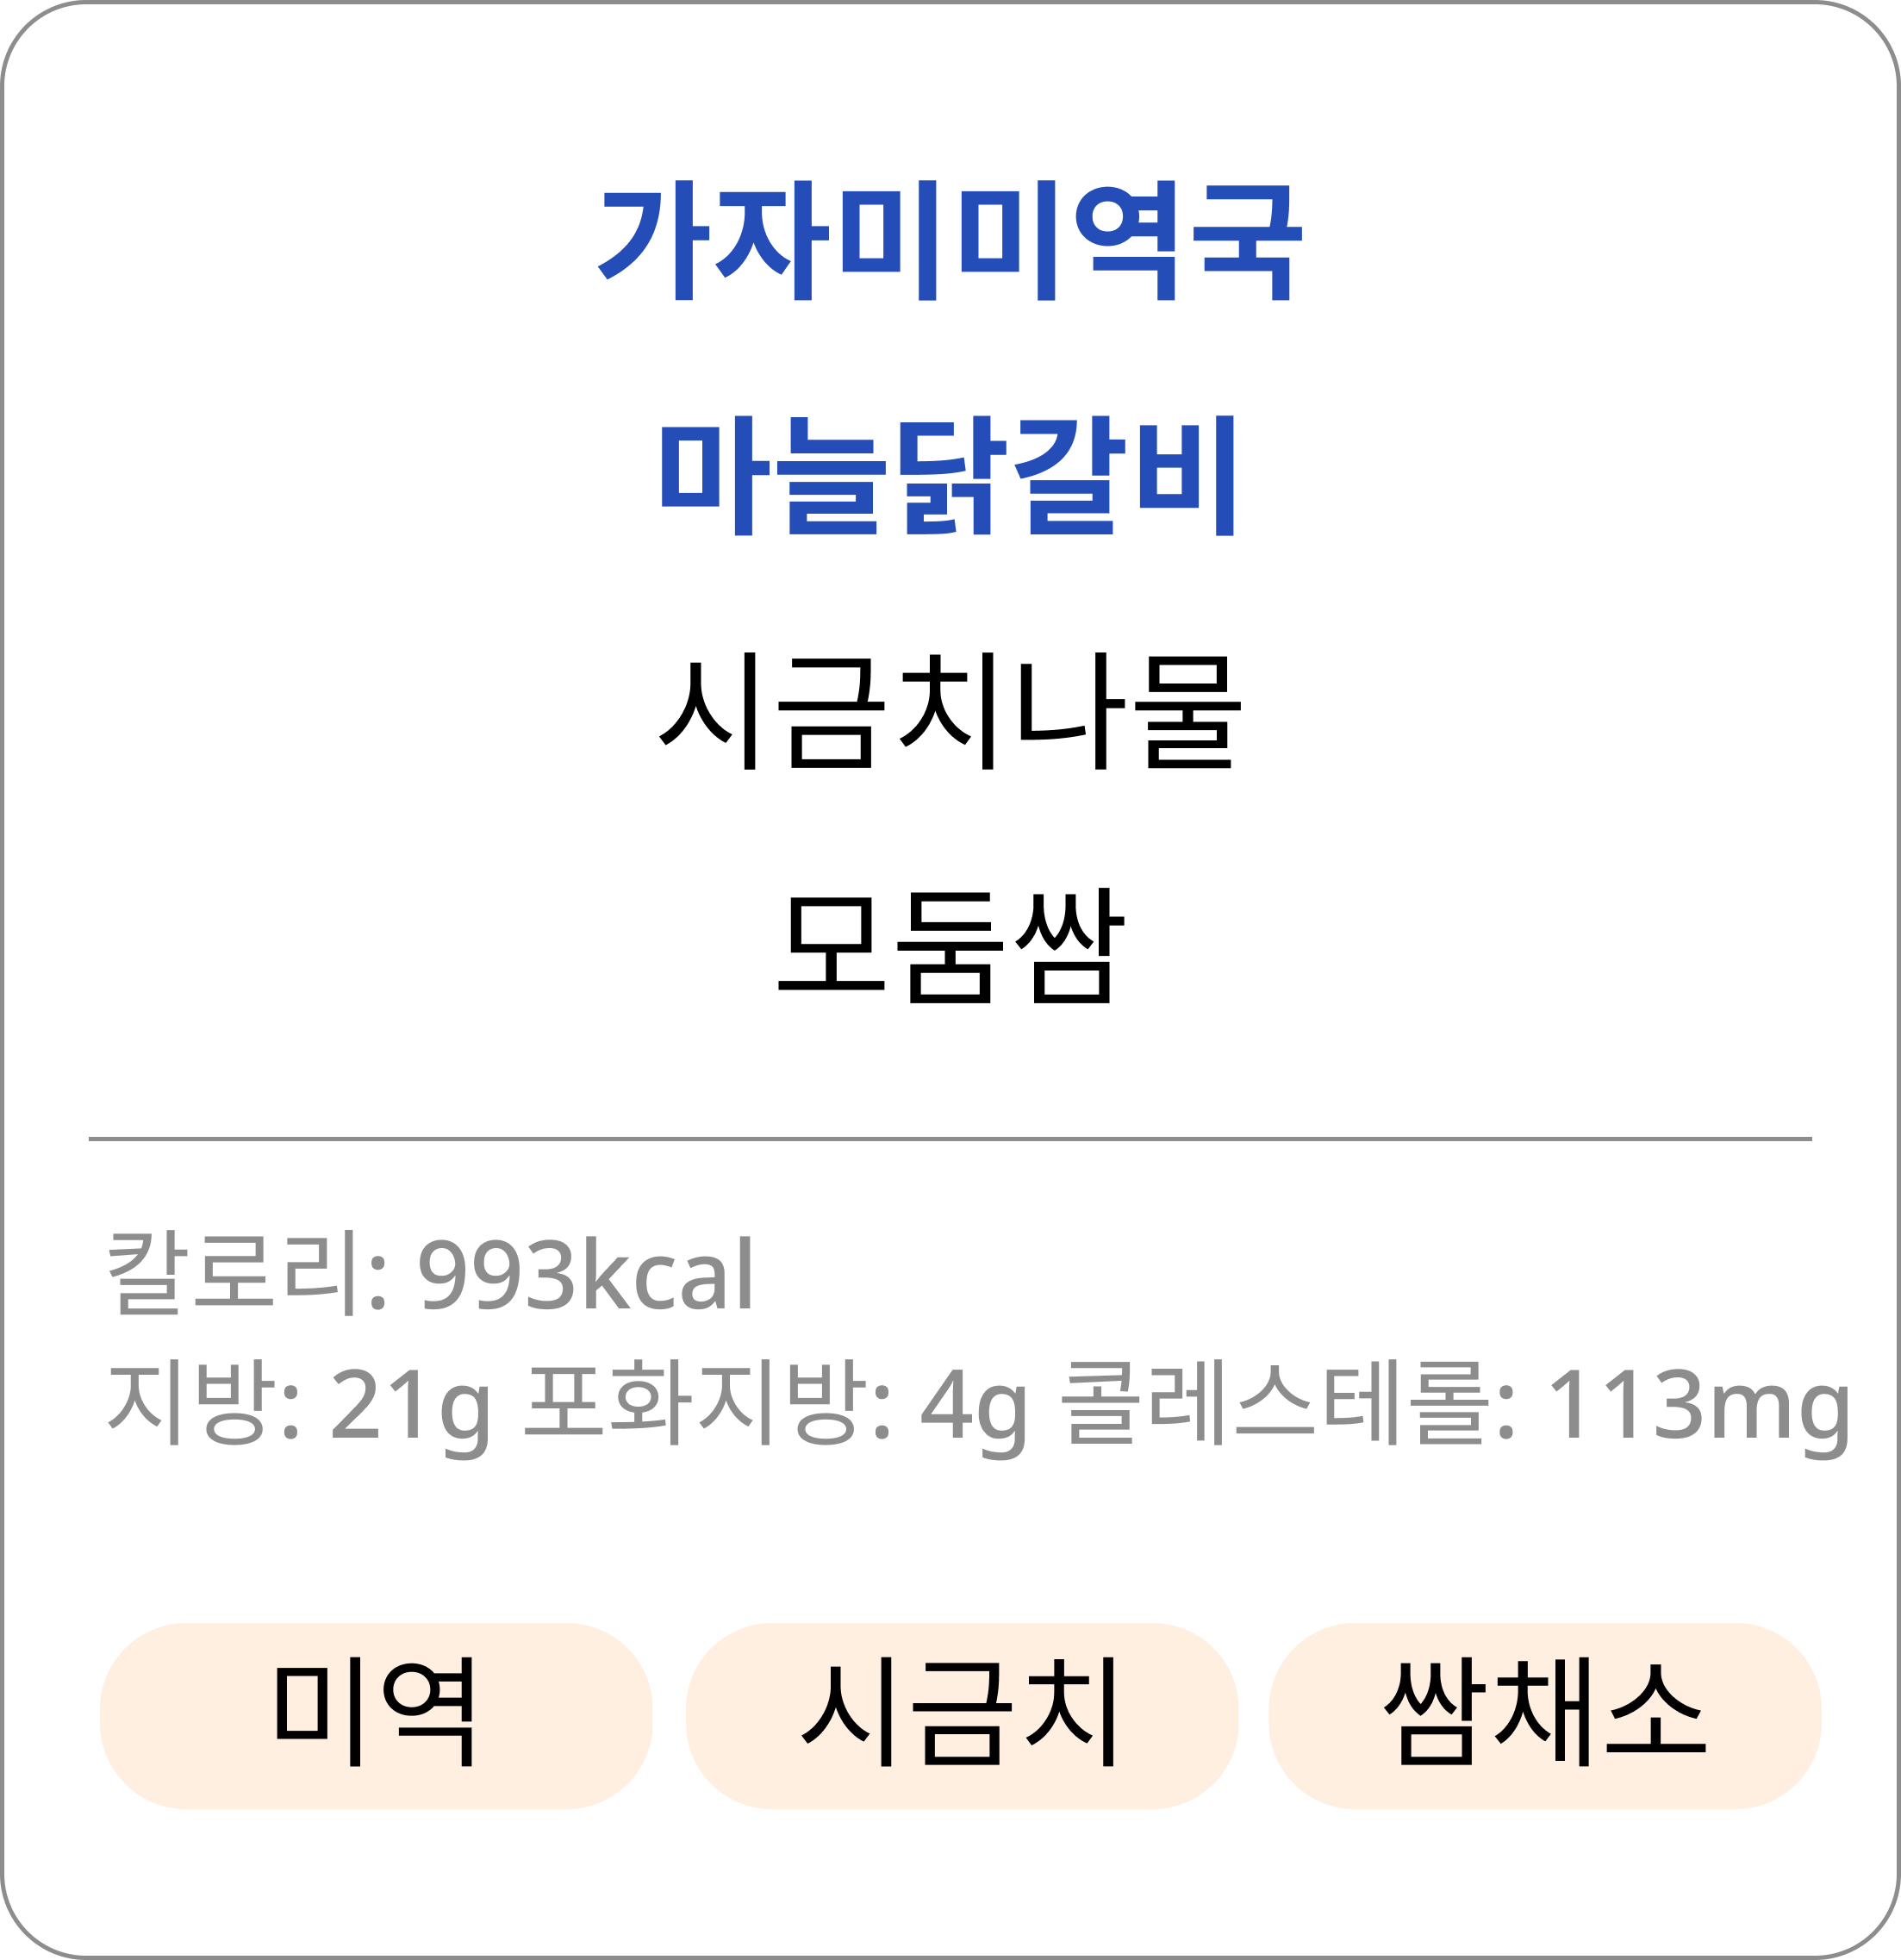 가자미미역국
마늘닭갈비
시금치나물
모둠쌈
칼로리: 993kcal
지방: 21g 포화지방: 4g 콜레스테롤: 113mg
미역
시금치
쌈채소